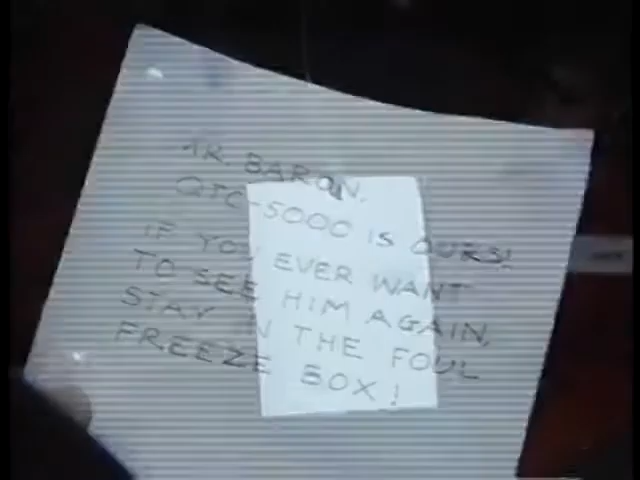 MR. BARON,
QTC-5000 IS OURS!
IF YOU EVER WANT
TO SEE HIM AGAIN,
STAY IN THE FOUL
FREEZE BOX!